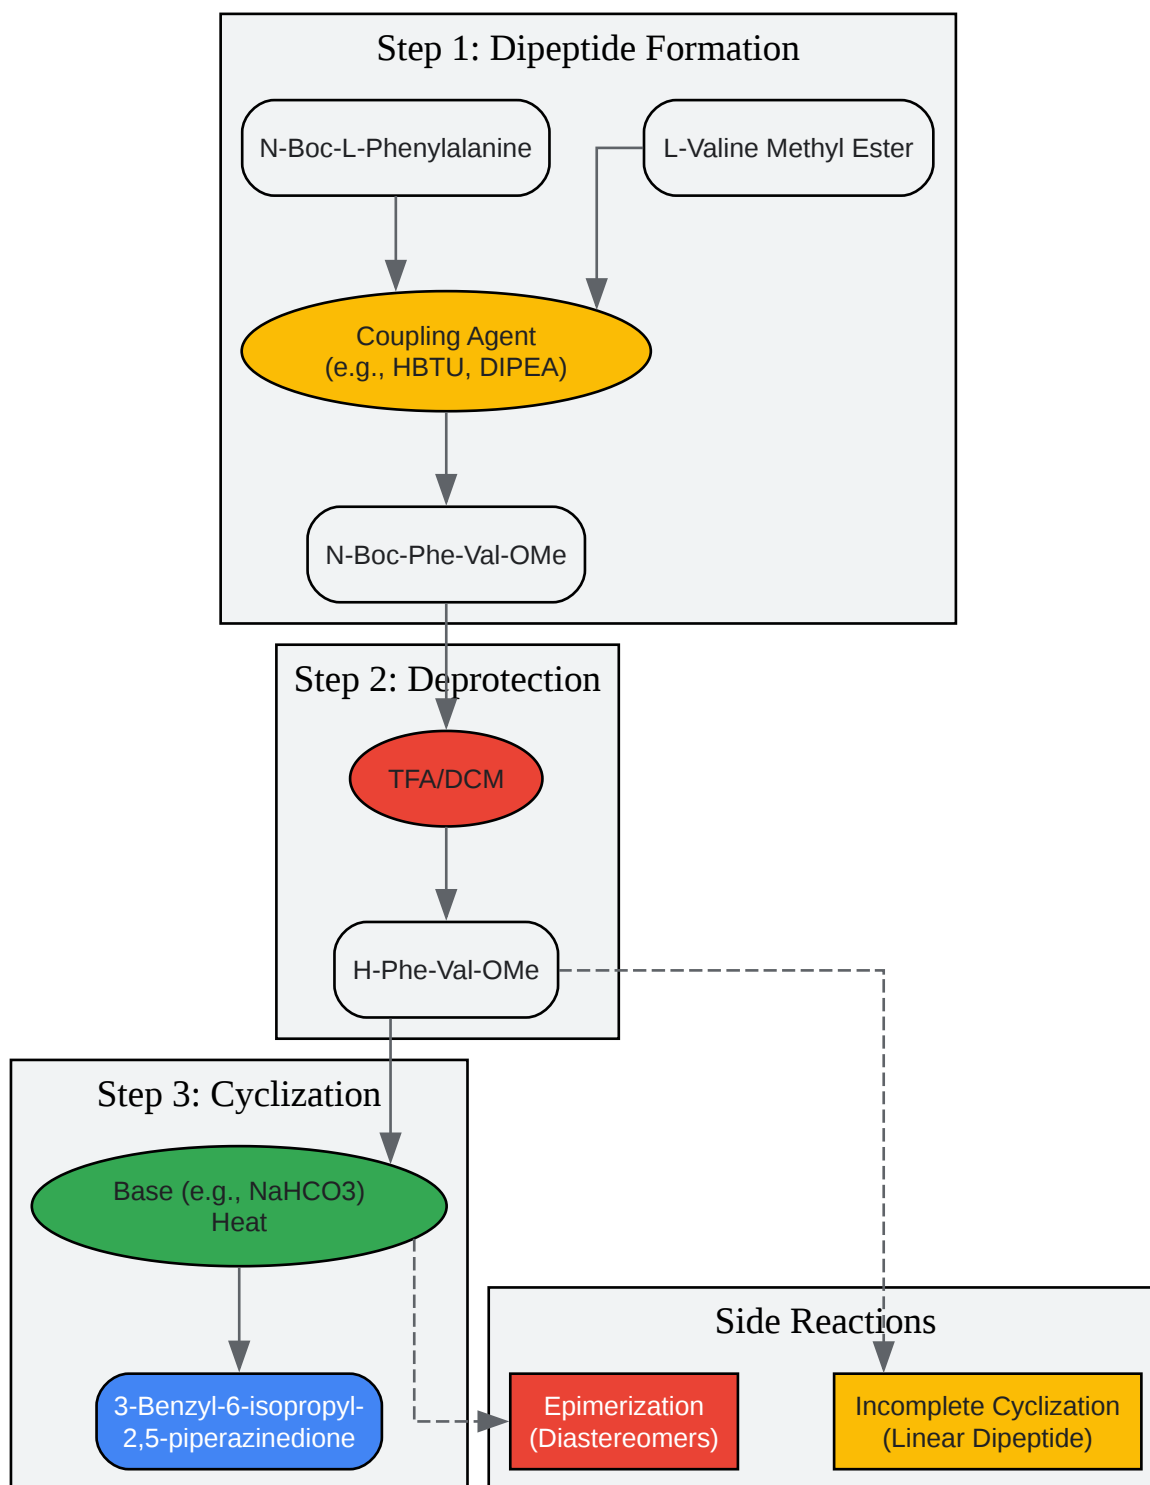 Step 1: Dipeptide Formation
N-Boc-L-Phenylalanine
L-Valine Methyl Ester
Coupling Agent
(e.g., HBTU, DIPEA)
N-Boc-Phe-Val-OMe
Step 2: Deprotection
TFA/DCM
H-Phe-Val-OMe
Step 3: Cyclization
Base (e.g., NaHCO3)
Heat
3-Benzyl-6-isopropyl-
2,5-piperazinedione
Side Reactions
Epimerization
(Diastereomers)
Incomplete Cyclization
(Linear Dipeptide)